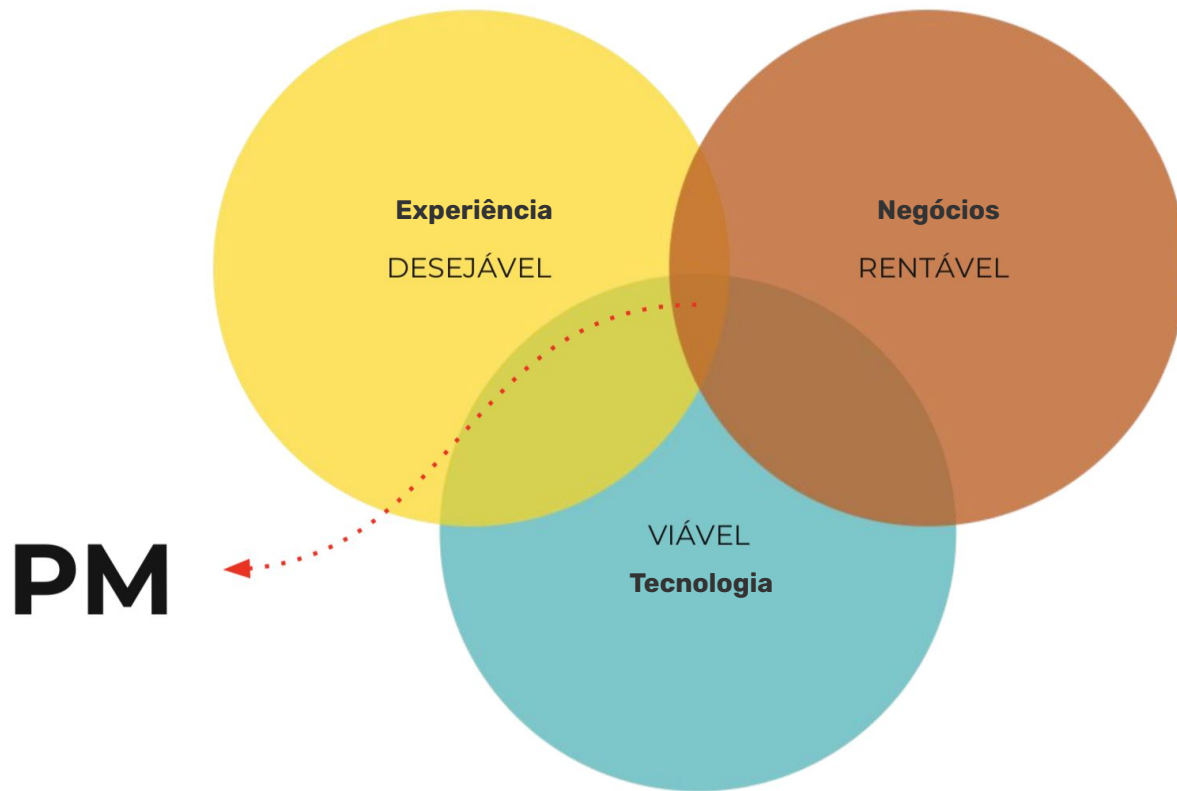 Experiência
DESEJÁVEL
Negócios
RENTÁVEL
VIÁVEL
Tecnologia
PM